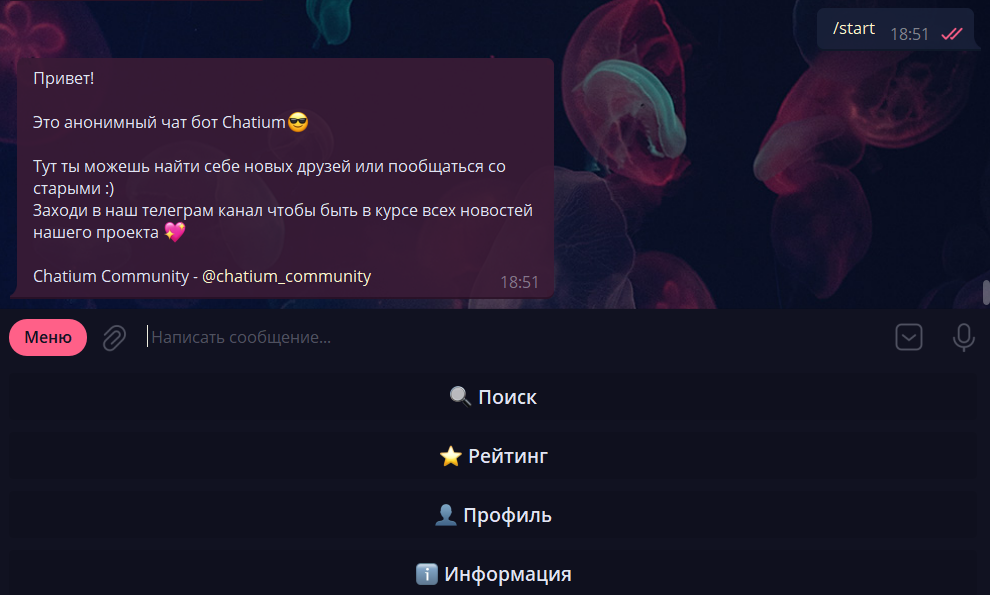 /start 18:51
Привет!
Это анонимный чат бот Chatium😎
Тут ты можешь найти себе новых друзей или пообщаться со
старыми :)
Заходи в наш телеграм канал чтобы быть в курсе всех новостей
нашего проекта 💖
Chatium Community - @chatium_community
18:51
Меню
Написать сообщение...
🔍 Поиск
⭐ Рейтинг
👤 Профиль
ℹ️ Информация